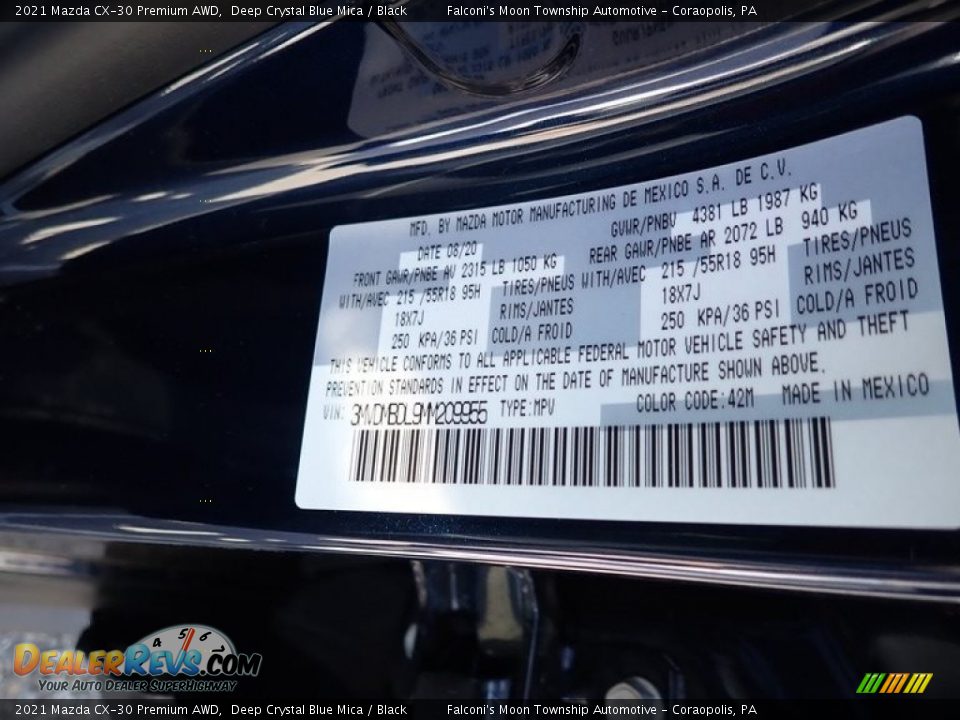 2021 Mazda CX-30 Premium AWD,  Deep Crystal Blue Mica / Black          Falconi's Moon Township Automotive - Coraopolis, PA
MFD. BY MAZDA MOTOR MANUFACTURING DE MEXICO S.A. DE C.V.
DATE 08/20 GVWR/PNBV 4381 LB 1987 KG
FRONT GAWR/PNBE AV 2315 LB 1050 KG REAR GAWR/PNBE AR 2072 LB 940 KG
WITH/AVEC 215 /55R18 95H TIRES/PNEUS WITH/AVEC 215 /55R18 95H TIRES/PNEUS
18X7J RIMS/JANTES 18X7J RIMS/JANTES
250 KPA/36 PSI COLD/A FROID 250 KPA/36 PSI COLD/A FROID
THIS VEHICLE CONFORMS TO ALL APPLICABLE FEDERAL MOTOR VEHICLE SAFETY AND THEFT
PREVENTION STANDARDS IN EFFECT ON THE DATE OF MANUFACTURE SHOWN ABOVE.
VIN: 3MVDMBDL9MM209955 TYPE:MPV COLOR CODE:42M MADE IN MEXICO
4 5 6
DEALERREVS.COM
YOUR AUTO DEALER SUPERHIGHWAY
2021 Mazda CX-30 Premium AWD,  Deep Crystal Blue Mica / Black          Falconi's Moon Township Automotive - Coraopolis, PA